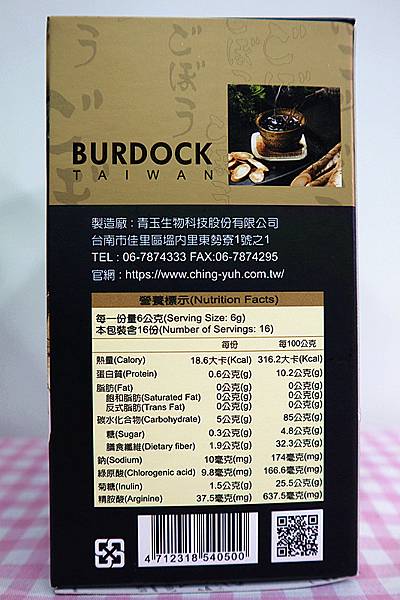 ごぼう
BURDOCK
TAIWAN
製造廠：青玉生物科技股份有限公司
台南市佳里區塭內里東勢寮1號之1
TEL : 06-7874333 FAX:06-7874295
官網 : https://www.ching-yuh.com.tw/
營養標示(Nutrition Facts)
每一份量6公克(Serving Size: 6g)
本包裝含16份(Number of Servings: 16)
每份 每100公克
熱量(Calory) 18.6大卡(Kcal) 316.2大卡(Kcal)
蛋白質(Protein) 0.6公克(g) 10.2公克(g)
脂肪(Fat) 0公克(g) 0公克(g)
飽和脂肪(Saturated Fat) 0公克(g) 0公克(g)
反式脂肪(Trans Fat) 0公克(g) 0公克(g)
碳水化合物(Carbohydrate) 5公克(g) 85公克(g)
糖(Sugar) 0.3公克(g) 4.8公克(g)
膳食纖維(Dietary fiber) 1.9公克(g) 32.3公克(g)
鈉(Sodium) 10毫克(mg) 174毫克(mg)
綠原酸(Chlorogenic acid) 9.8毫克(mg) 166.6毫克(mg)
菊糖(Inulin) 1.5公克(g) 25.5公克(g)
精胺酸(Arginine) 37.5毫克(mg) 637.5毫克(mg)
4 712318 540500